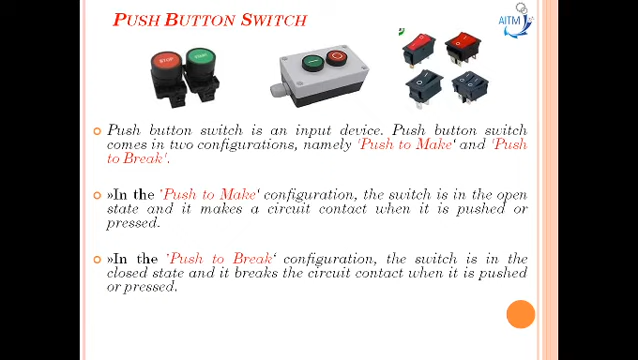 PUSH BUTTON SWITCH
AITM
STOP
Push button switch is an input device. Push button switch
comes in two configurations, namely 'Push to Make' and 'Push
to Break'.
»In the 'Push to Make' configuration, the switch is in the open
state and it makes a circuit contact when it is pushed or
pressed.
»In the 'Push to Break' configuration, the switch is in the
closed state and it breaks the circuit contact when it is pushed
or pressed.